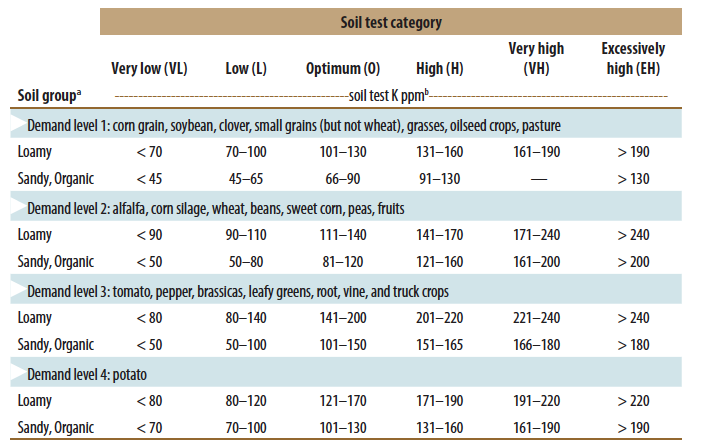 Soil test category
Very low (VL) Low (L) Optimum (O) High (H) Very high (VH) Excessively high (EH)
Soil groupᵃ soil test K ppmᵇ
Demand level 1: corn grain, soybean, clover, small grains (but not wheat), grasses, oilseed crops, pasture
Loamy < 70 70–100 101–130 131–160 161–190 > 190
Sandy, Organic < 45 45–65 66–90 91–130 — > 130
Demand level 2: alfalfa, corn silage, wheat, beans, sweet corn, peas, fruits
Loamy < 90 90–110 111–140 141–170 171–240 > 240
Sandy, Organic < 50 50–80 81–120 121–160 161–200 > 200
Demand level 3: tomato, pepper, brassicas, leafy greens, root, vine, and truck crops
Loamy < 80 80–140 141–200 201–220 221–240 > 240
Sandy, Organic < 50 50–100 101–150 151–165 166–180 > 180
Demand level 4: potato
Loamy < 80 80–120 121–170 171–190 191–220 > 220
Sandy, Organic < 70 70–100 101–130 131–160 161–190 > 190